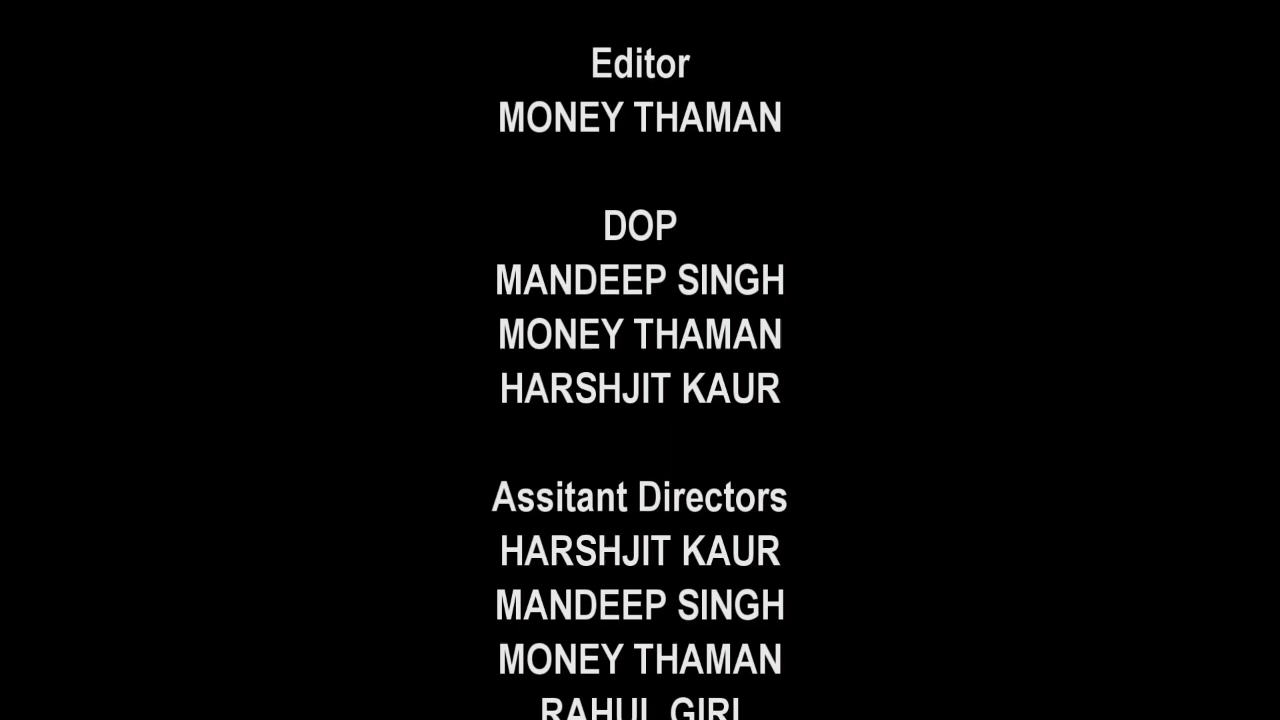 Editor
MONEY THAMAN
DOP
MANDEEP SINGH
MONEY THAMAN
HARSHJIT KAUR
Assitant Directors
HARSHJIT KAUR
MANDEEP SINGH
MONEY THAMAN
RAHUL GIRI